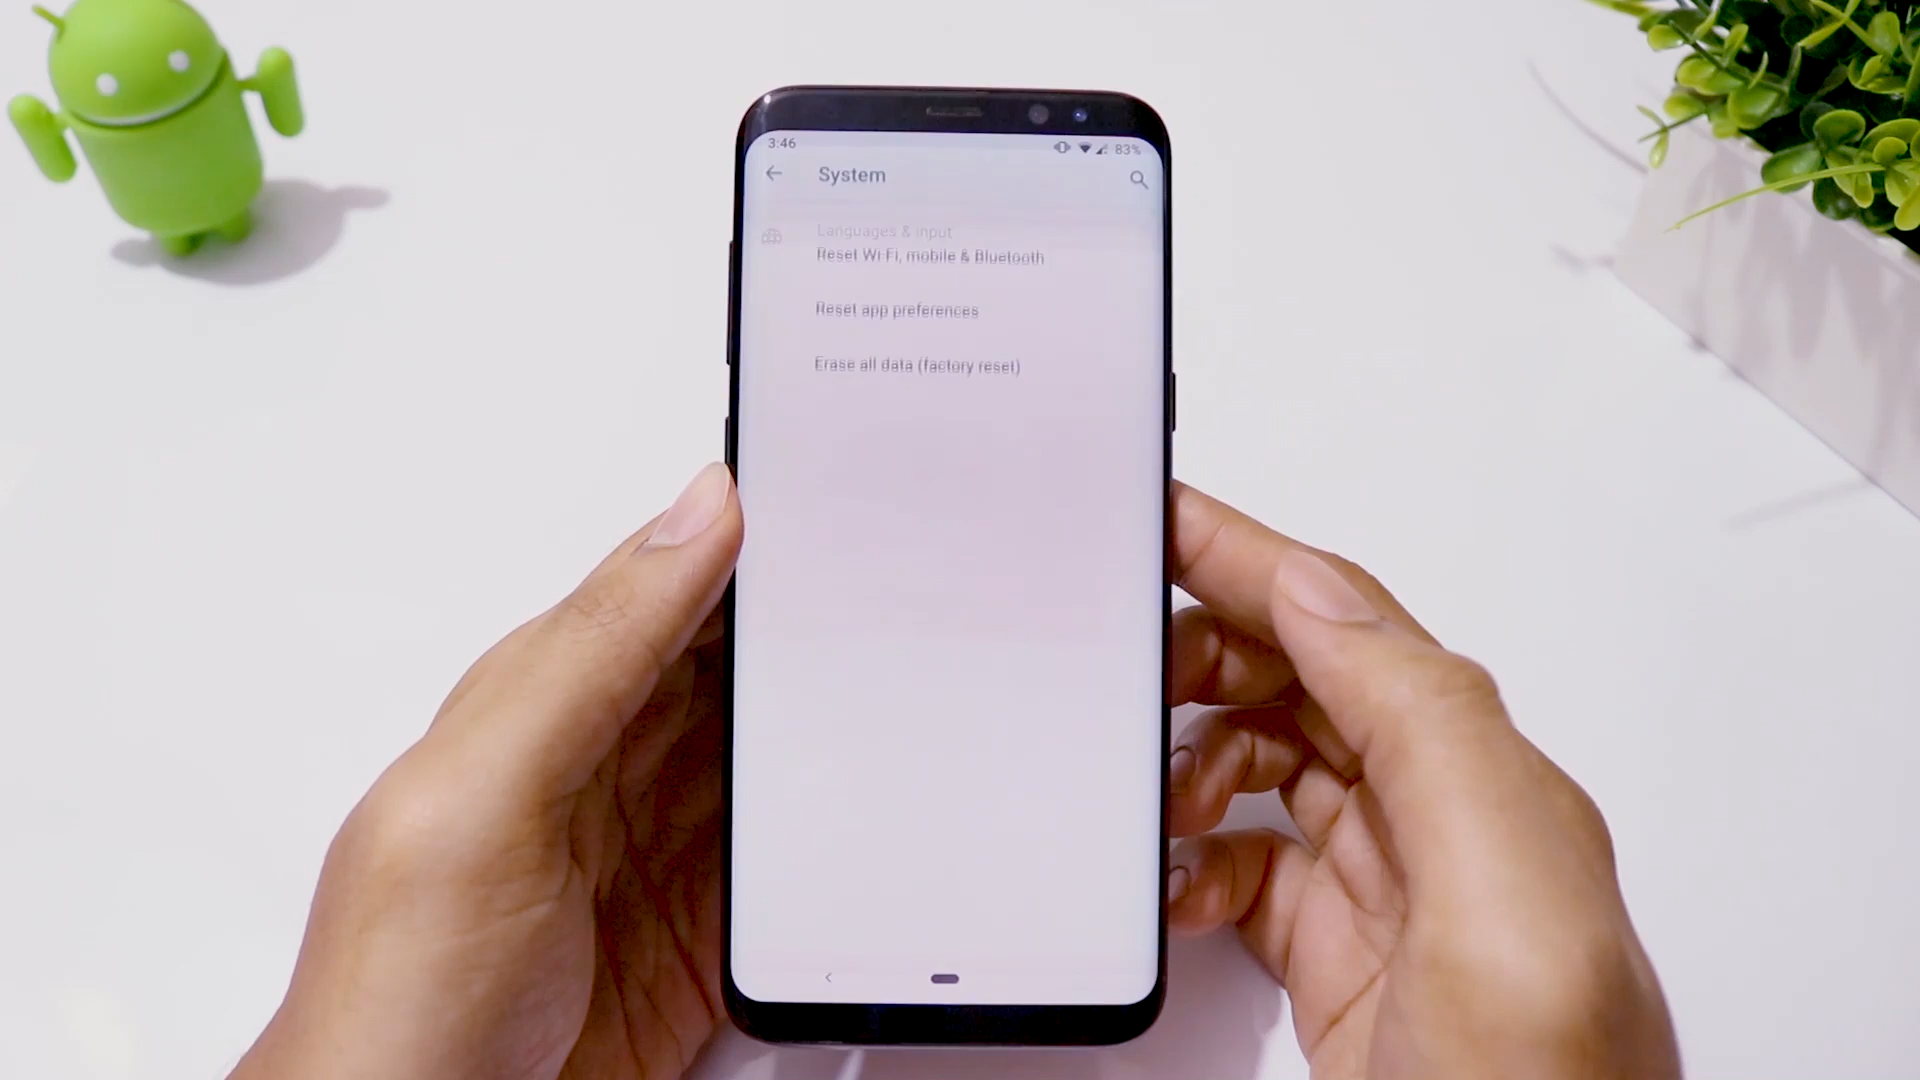 3:46
83%
System
Languages & input
Reset Wi-Fi, mobile & Bluetooth
Reset app preferences
Erase all data (factory reset)